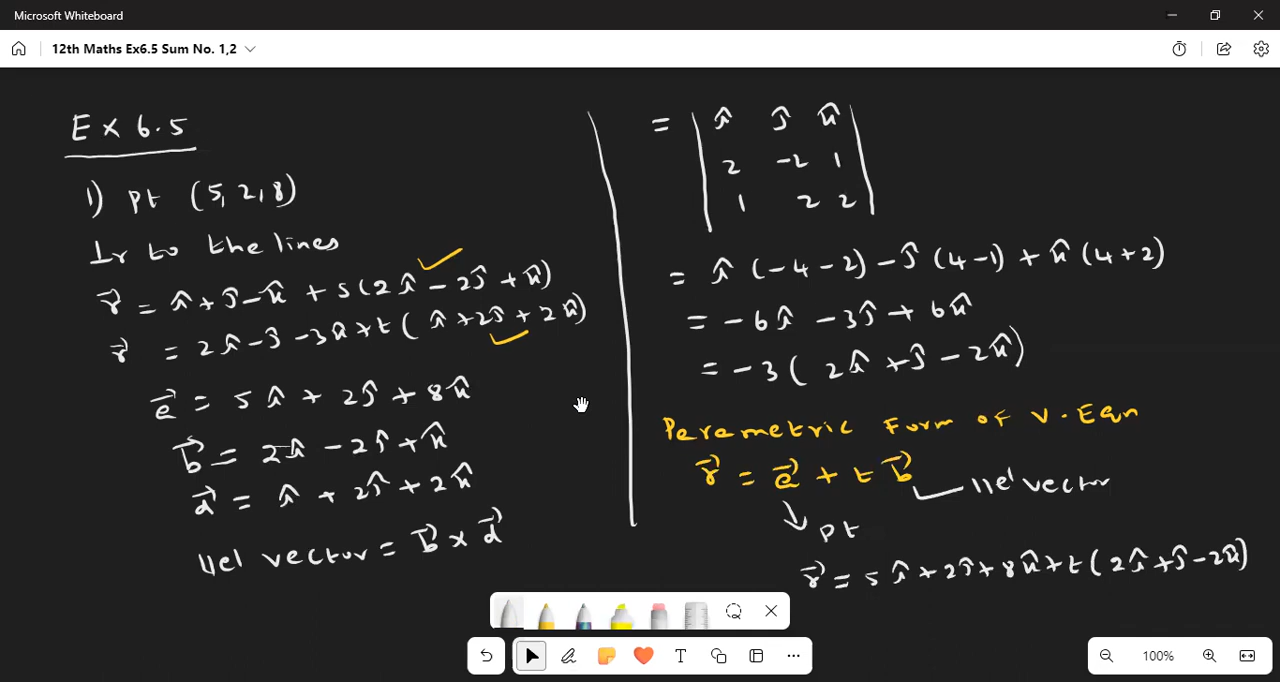 Microsoft Whiteboard
12th Maths Ex6.5 Sum No. 1,2
Ex 6.5
1) pt (5, 2, 8)
⊥r to the lines
r⃗ = î + ĵ - k̂ + s(2î - 2ĵ + k̂)
r⃗ = 2î - ĵ - 3k̂ + t(î + 2ĵ + 2k̂)
a⃗ = 5î + 2ĵ + 8k̂
b⃗ = 2î - 2ĵ + k̂
d⃗ = î + 2ĵ + 2k̂
||el vector = b⃗ × d⃗
= | î ĵ k̂
2 -2 1
1 2 2 |
= î (-4 - 2) - ĵ (4 - 1) + k̂ (4 + 2)
= -6î - 3ĵ + 6k̂
= -3( 2î + ĵ - 2k̂)
Parametric Form of V. Eqn
r⃗ = a⃗ + t b⃗
||el vector
pt
r⃗ = 5î + 2ĵ + 8k̂ + t(2î + ĵ - 2k̂)
100%